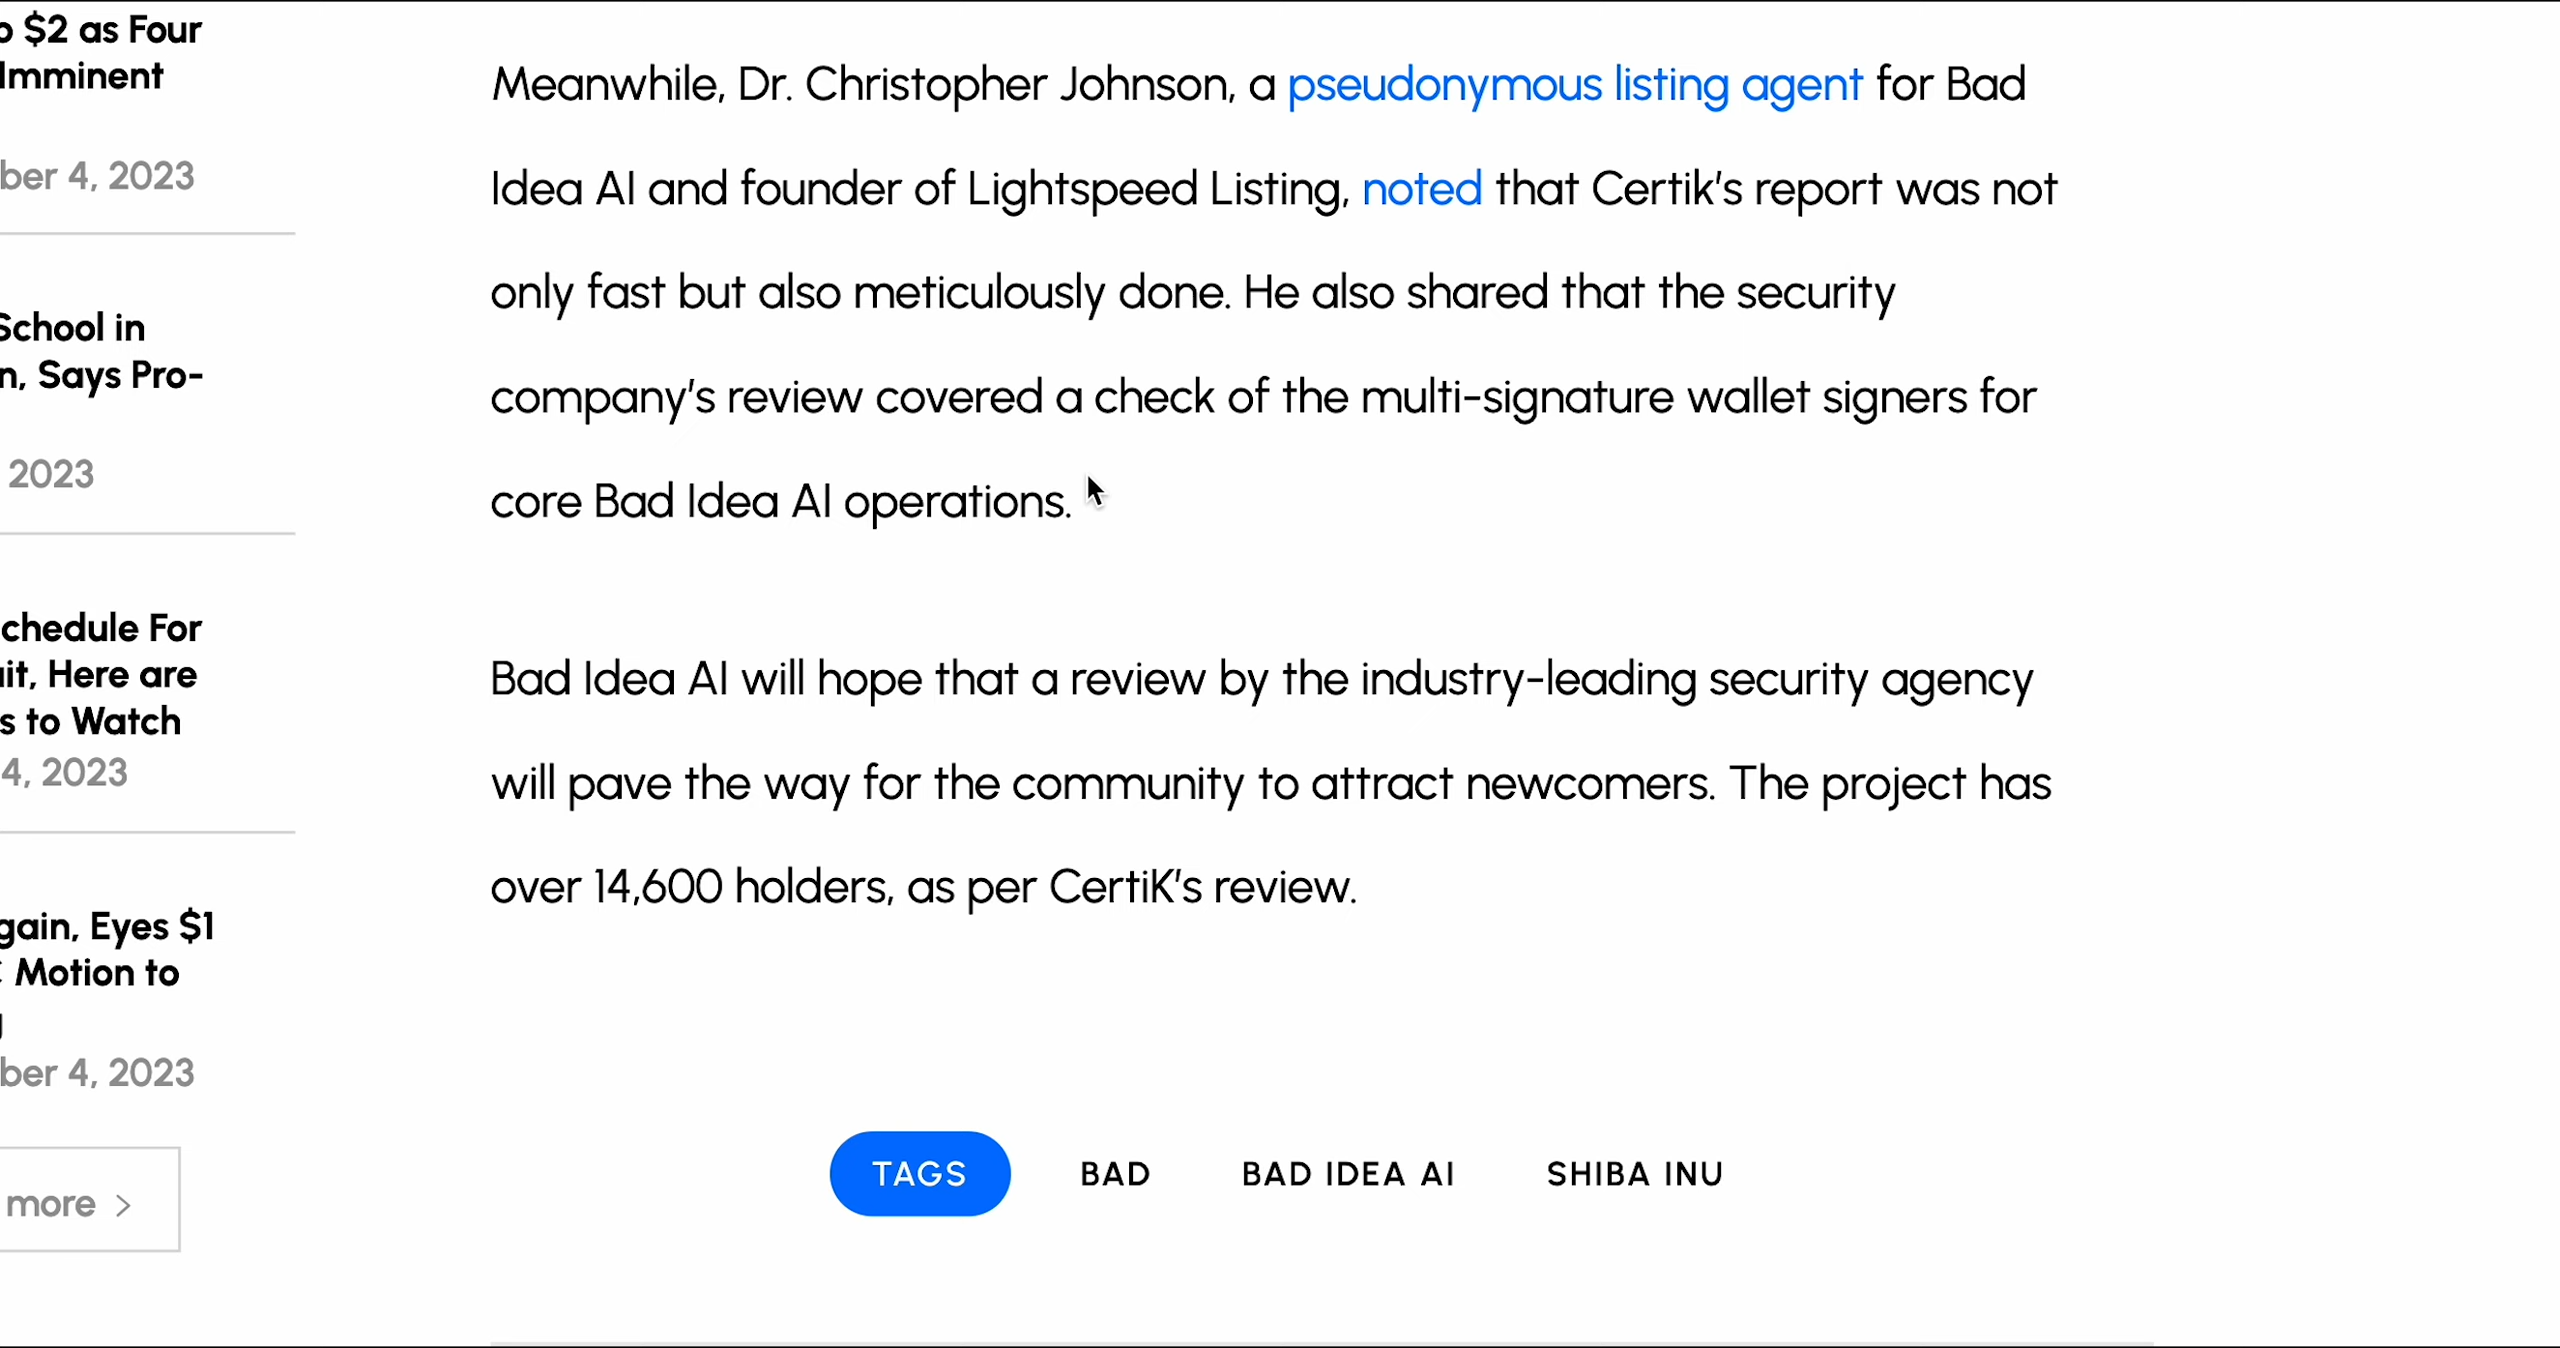 $2 as Four
Imminent
ber 4, 2023
School in
n, Says Pro-
2023
chedule For
it, Here are
s to Watch
4, 2023
gain, Eyes $1
Motion to
ber 4, 2023
more >
Meanwhile, Dr. Christopher Johnson, a pseudonymous listing agent for Bad
Idea AI and founder of Lightspeed Listing, noted that Certik's report was not
only fast but also meticulously done. He also shared that the security
company's review covered a check of the multi-signature wallet signers for
core Bad Idea AI operations.
Bad Idea AI will hope that a review by the industry-leading security agency
will pave the way for the community to attract newcomers. The project has
over 14,600 holders, as per CertiK's review.
TAGS BAD BAD IDEA AI SHIBA INU